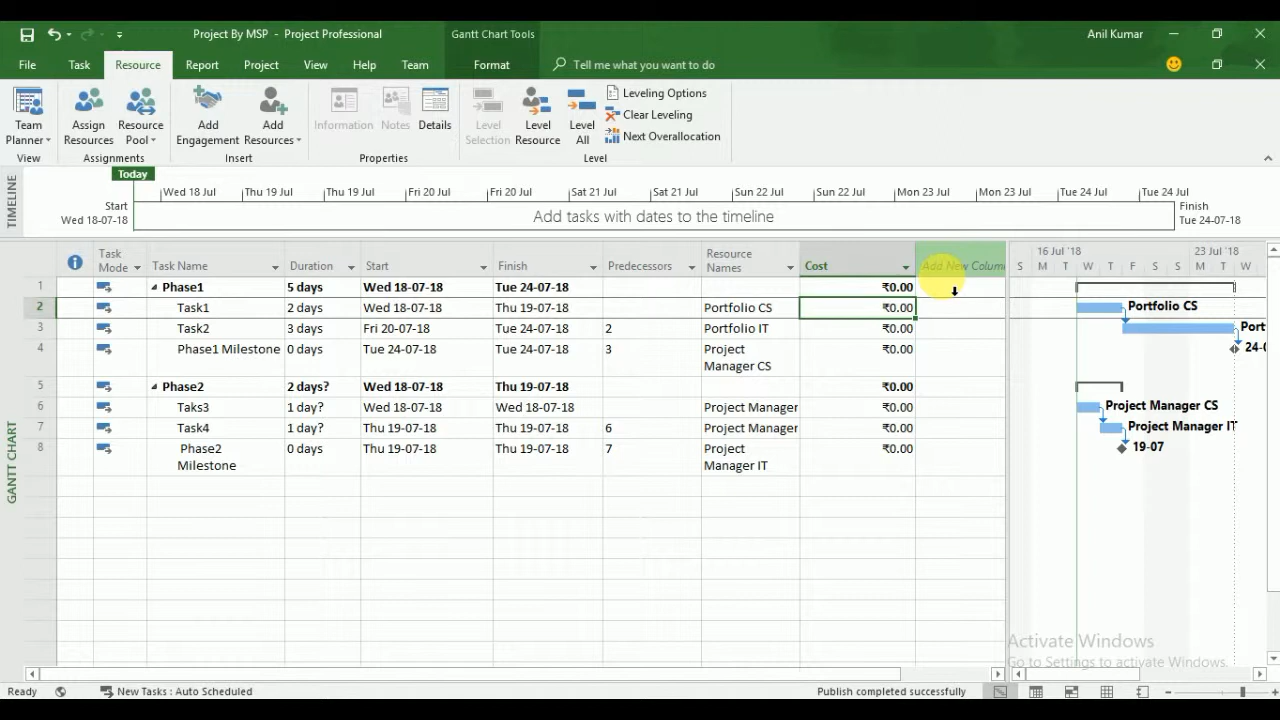 Project By MSP - Project Professional
Gantt Chart Tools
Anil Kumar
File Task Resource Report Project View Help Team Format Tell me what you want to do
Team Planner
Assign Resources
Resource Pool
Add Engagement
Add Resources
Information
Notes
Details
Level Selection
Level Resource
Level All
Leveling Options
Clear Leveling
Next Overallocation
View Assignments Insert Properties Level
Today
TIMELINE
Wed 18 Jul Thu 19 Jul Thu 19 Jul Fri 20 Jul Fri 20 Jul Sat 21 Jul Sat 21 Jul Sun 22 Jul Sun 22 Jul Mon 23 Jul Mon 23 Jul Tue 24 Jul Tue 24 Jul
Start
Wed 18-07-18
Add tasks with dates to the timeline
Finish
Tue 24-07-18
GANTT CHART
Task Mode Task Name Duration Start Finish Predecessors Resource Names Cost Add New Colum
16 Jul '18 23 Jul '18
S M T W T F S S M T W
1 Phase1 5 days Wed 18-07-18 Tue 24-07-18 ₹0.00
2 Task1 2 days Wed 18-07-18 Thu 19-07-18 Portfolio CS ₹0.00
3 Task2 3 days Fri 20-07-18 Tue 24-07-18 2 Portfolio IT ₹0.00
4 Phase1 Milestone 0 days Tue 24-07-18 Tue 24-07-18 3 Project Manager CS ₹0.00
5 Phase2 2 days? Wed 18-07-18 Thu 19-07-18 ₹0.00
6 Taks3 1 day? Wed 18-07-18 Wed 18-07-18 Project Manager ₹0.00
7 Task4 1 day? Thu 19-07-18 Thu 19-07-18 6 Project Manager ₹0.00
8 Phase2 Milestone 0 days Thu 19-07-18 Thu 19-07-18 7 Project Manager IT ₹0.00
Portfolio CS
Port
24-0
Project Manager CS
Project Manager IT
19-07
Activate Windows
Go to Settings to activate Windows.
Ready New Tasks : Auto Scheduled Publish completed successfully